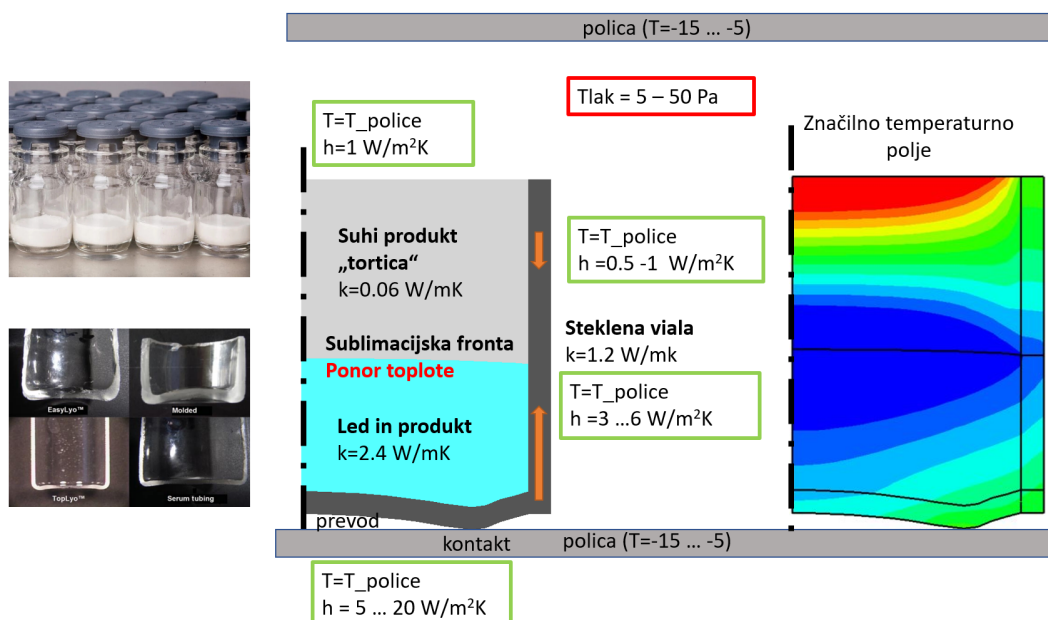 polica (T=-15 ... -5)
Tlak = 5 – 50 Pa
T=T_police
h=1 W/m²K
Značilno temperaturno
polje
Suhi produkt
„tortica“
k=0.06 W/mK
T=T_police
h =0.5 -1 W/m²K
Sublimacijska fronta
Ponor toplote
Steklena viala
k=1.2 W/mk
T=T_police
h =3 ...6 W/m²K
Led in produkt
k=2.4 W/mK
EasyLyo™
Molded
TopLyo™
Serum tubing
prevod
kontakt
polica (T=-15 ... -5)
T=T_police
h = 5 ... 20 W/m²K